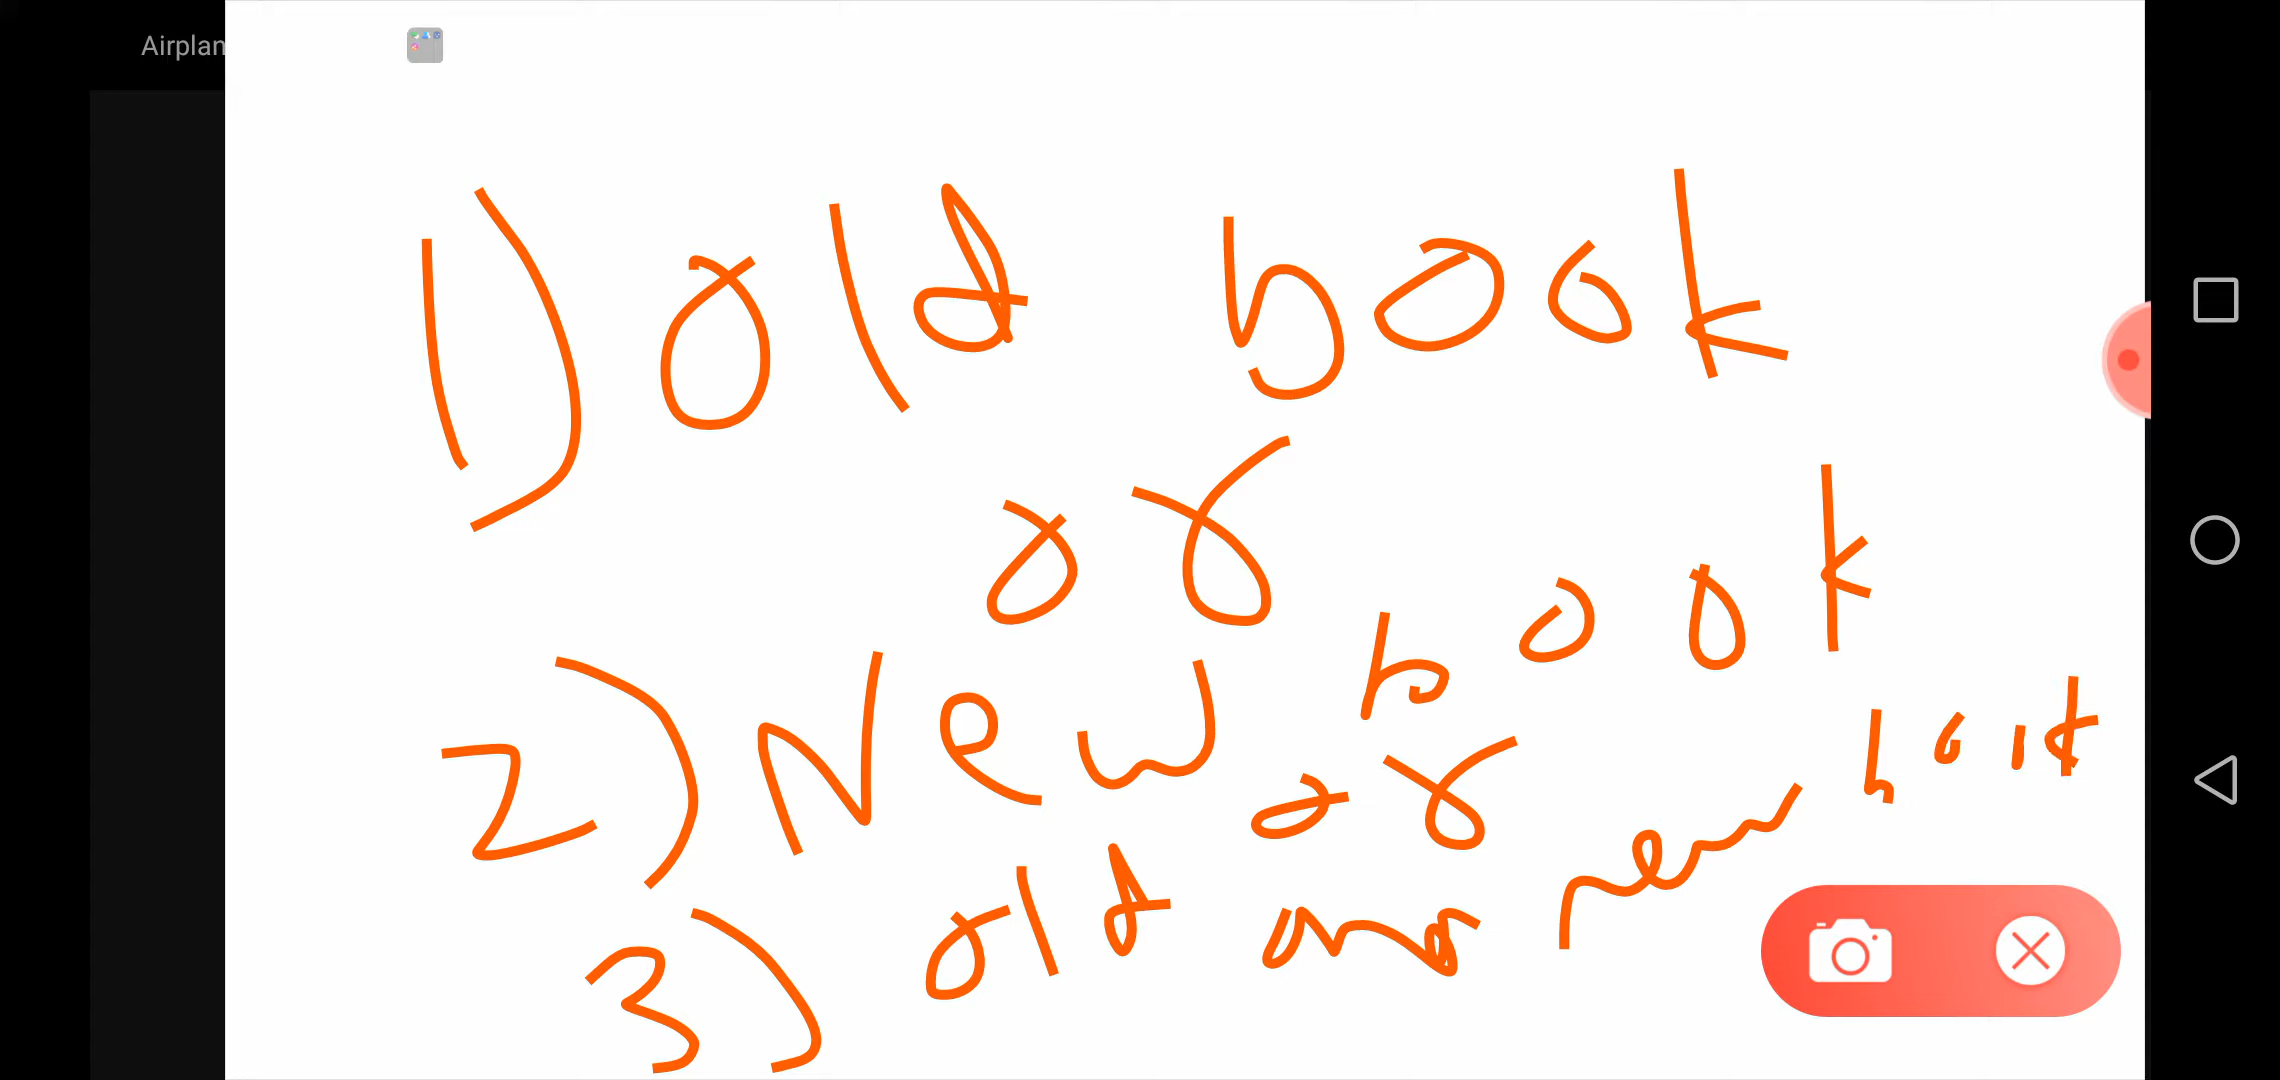 Airplan
1) old book
or
2) New book
or
3) old and new book